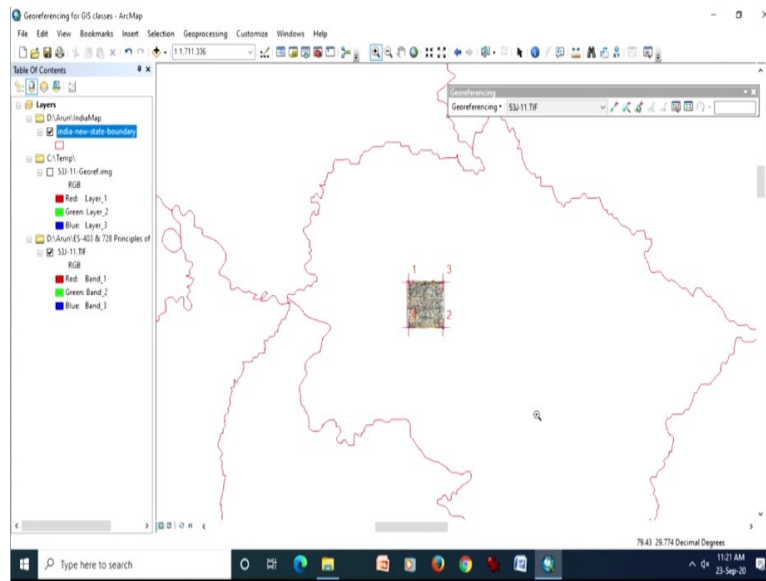 Georeferencing for GIS classes - ArcMap
File Edit View Bookmarks Insert Selection Geoprocessing Customize Windows Help
1:1,711,336
Table Of Contents
Layers
D:\Arun\IndiaMap
india-new-state-boundary
C:\Temp\
53J-11-Georef.img
RGB
Red: Layer_1
Green: Layer_2
Blue: Layer_3
D:\Arun\ES-403 & 728 Principles of
53J-11.TIF
RGB
Red: Band_1
Green: Band_2
Blue: Band_3
Georeferencing
Georeferencing 53J-11.TIF
1 3
2
79.43 29.774 Decimal Degrees
Type here to search
11:21 AM
23-Sep-20